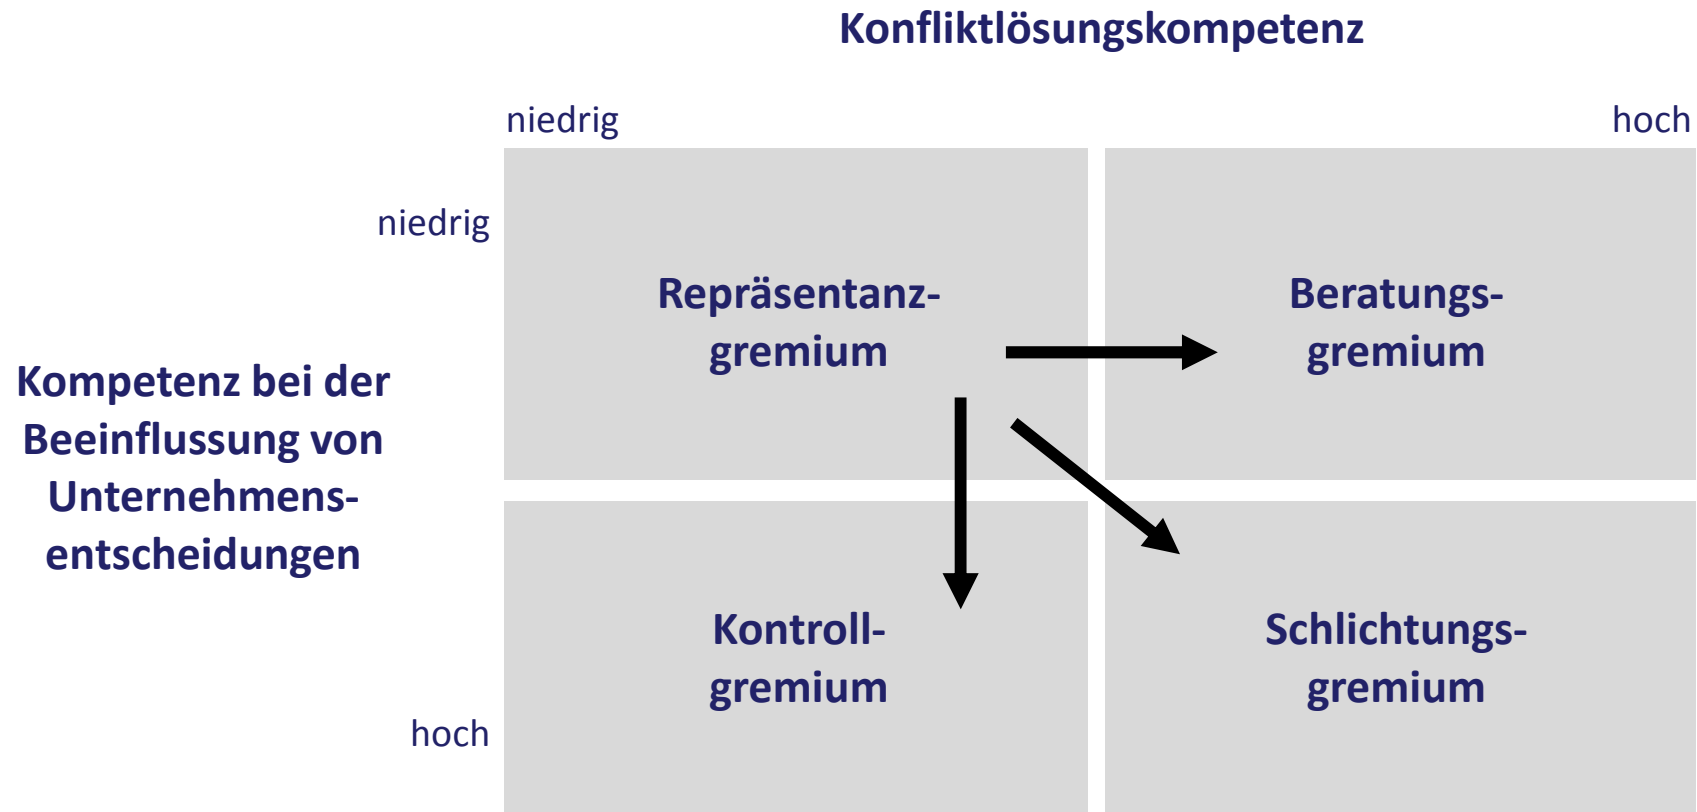 Konfliktlösungskompetenz
niedrig
hoch
niedrig
Repräsentanz-
gremium
Beratungs-
gremium
Kompetenz bei der
Beeinflussung von
Unternehmens-
entscheidungen
Kontroll-
gremium
Schlichtungs-
gremium
hoch